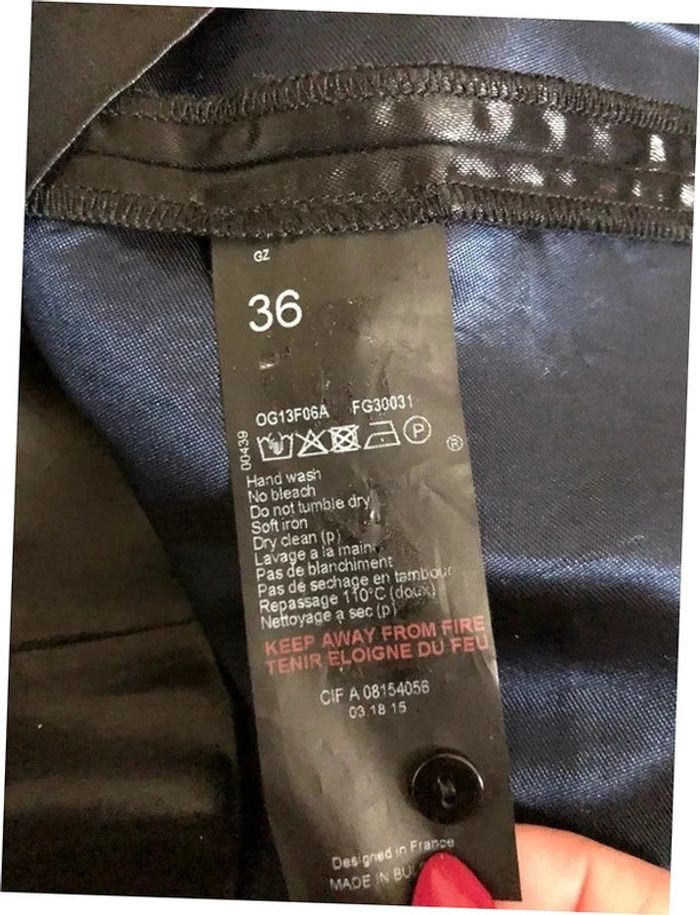 GZ
36
OG13F06A FG30031
00439
P
®
Hand wash
No bleach
Do not tumble dry
Soft iron
Dry clean (p)
Lavage a la main
Pas de blanchiment
Pas de sechage en tambour
Repassage 110°C (doux)
Nettoyage a sec (p)
KEEP AWAY FROM FIRE
TENIR ELOIGNE DU FEU
CIF A 08154056
03 18 15
Designed in France
MADE IN